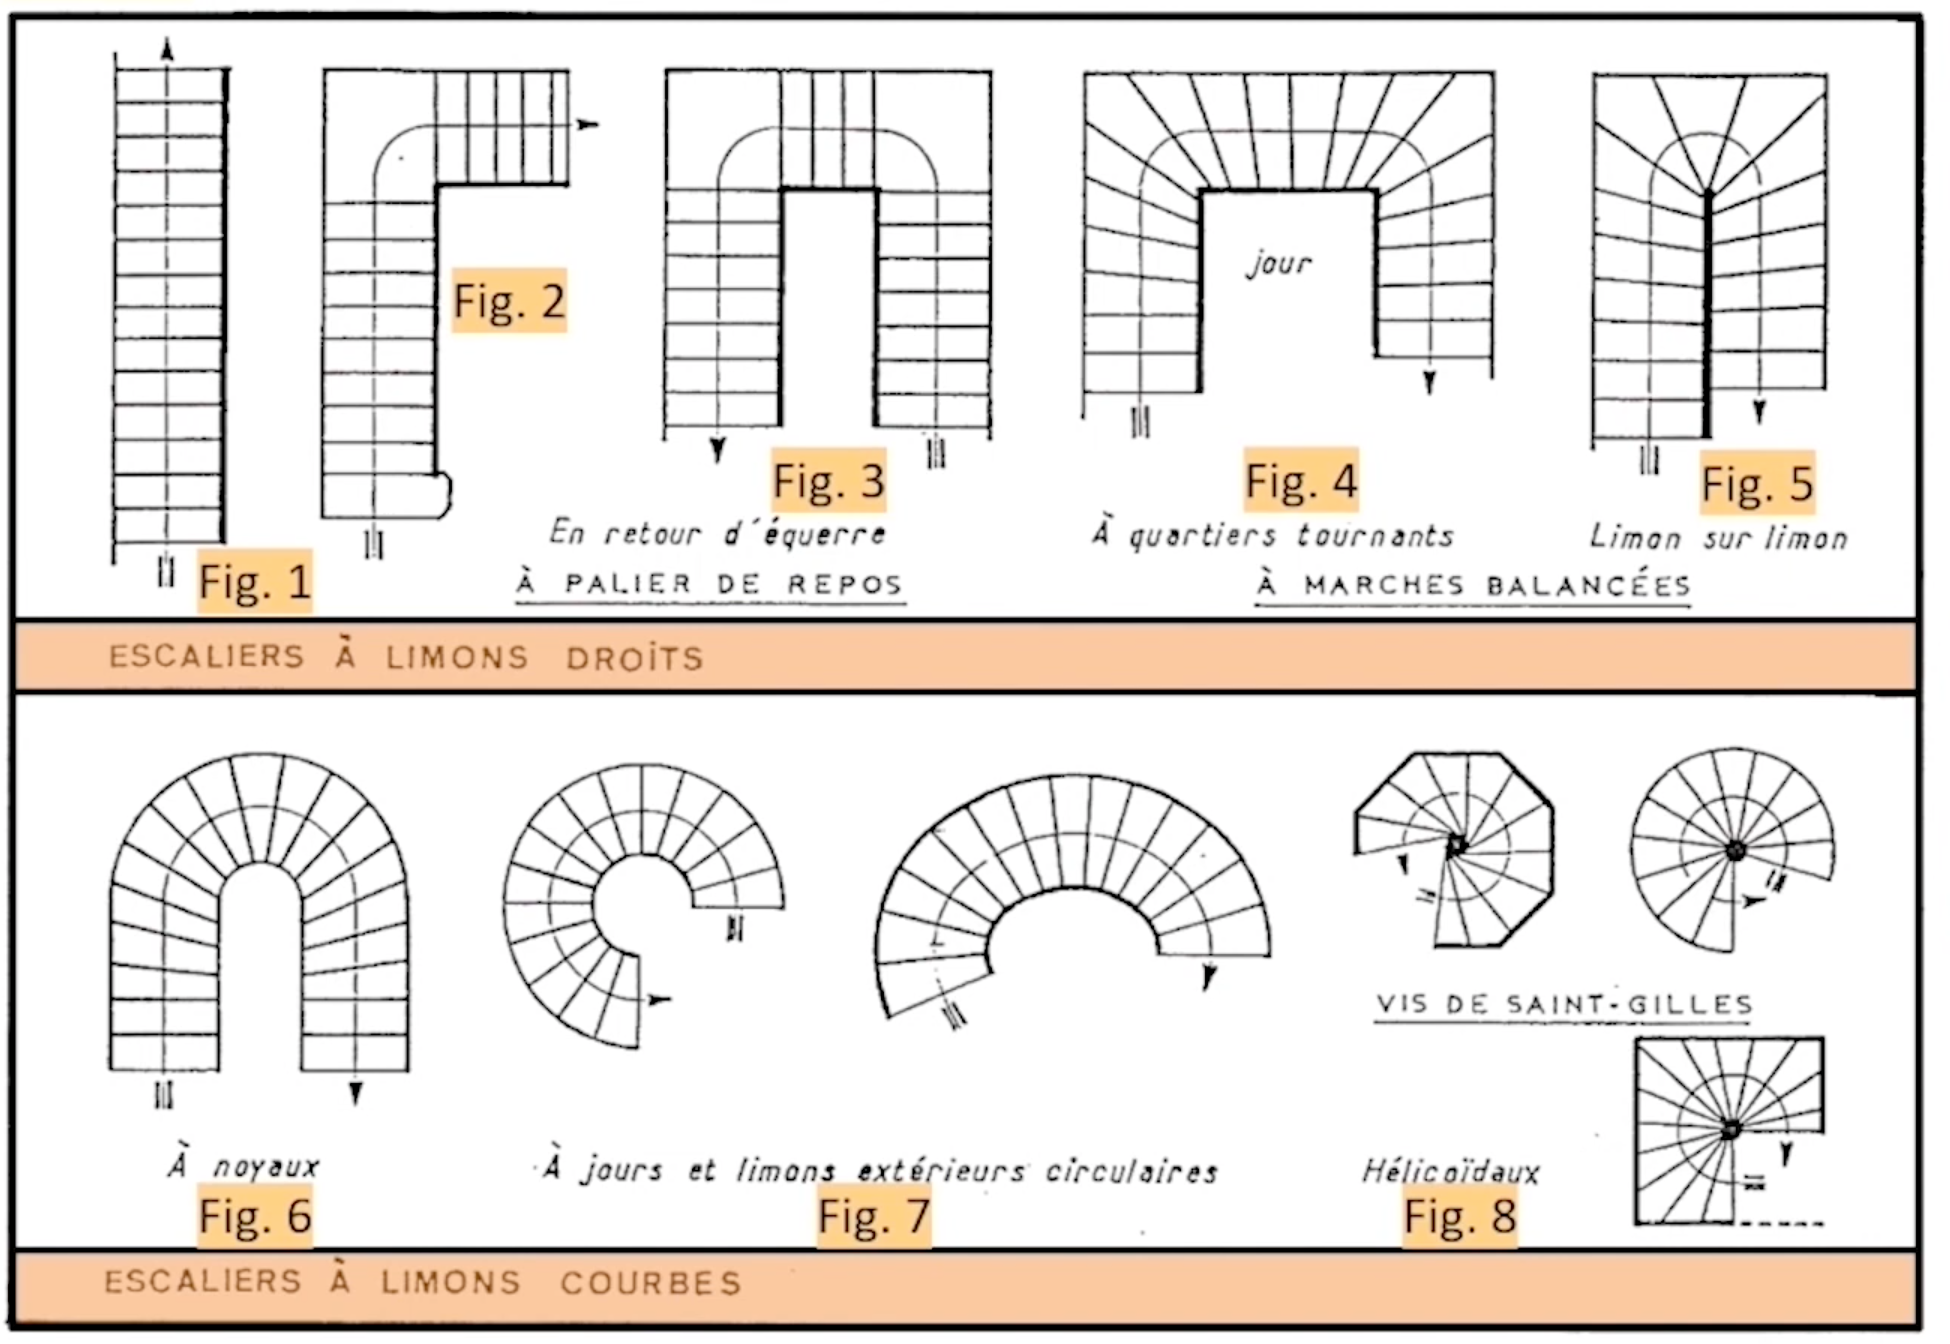 Fig. 1
Fig. 2
Fig. 3
En retour d'équerre
À PALIER DE REPOS
jour
Fig. 4
À quartiers tournants
Fig. 5
Limon sur limon
À MARCHES BALANCÉES
ESCALIERS À LIMONS DROITS
À noyaux
Fig. 6
À jours et limons extérieurs circulaires
Fig. 7
VIS DE SAINT-GILLES
Hélicoïdaux
Fig. 8
ESCALIERS À LIMONS COURBES